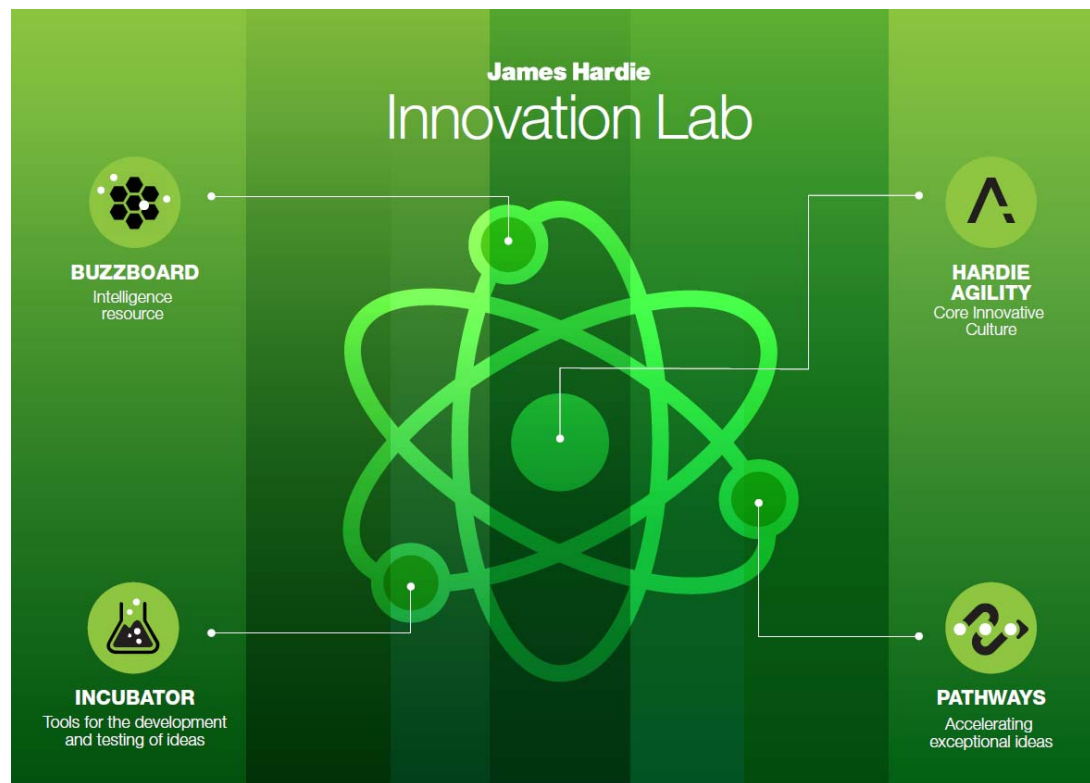 James Hardie
Innovation Lab
BUZZBOARD
Intelligence
resource
HARDIE
AGILITY
Core Innovative
Culture
INCUBATOR
Tools for the development
and testing of ideas
PATHWAYS
Accelerating
exceptional ideas